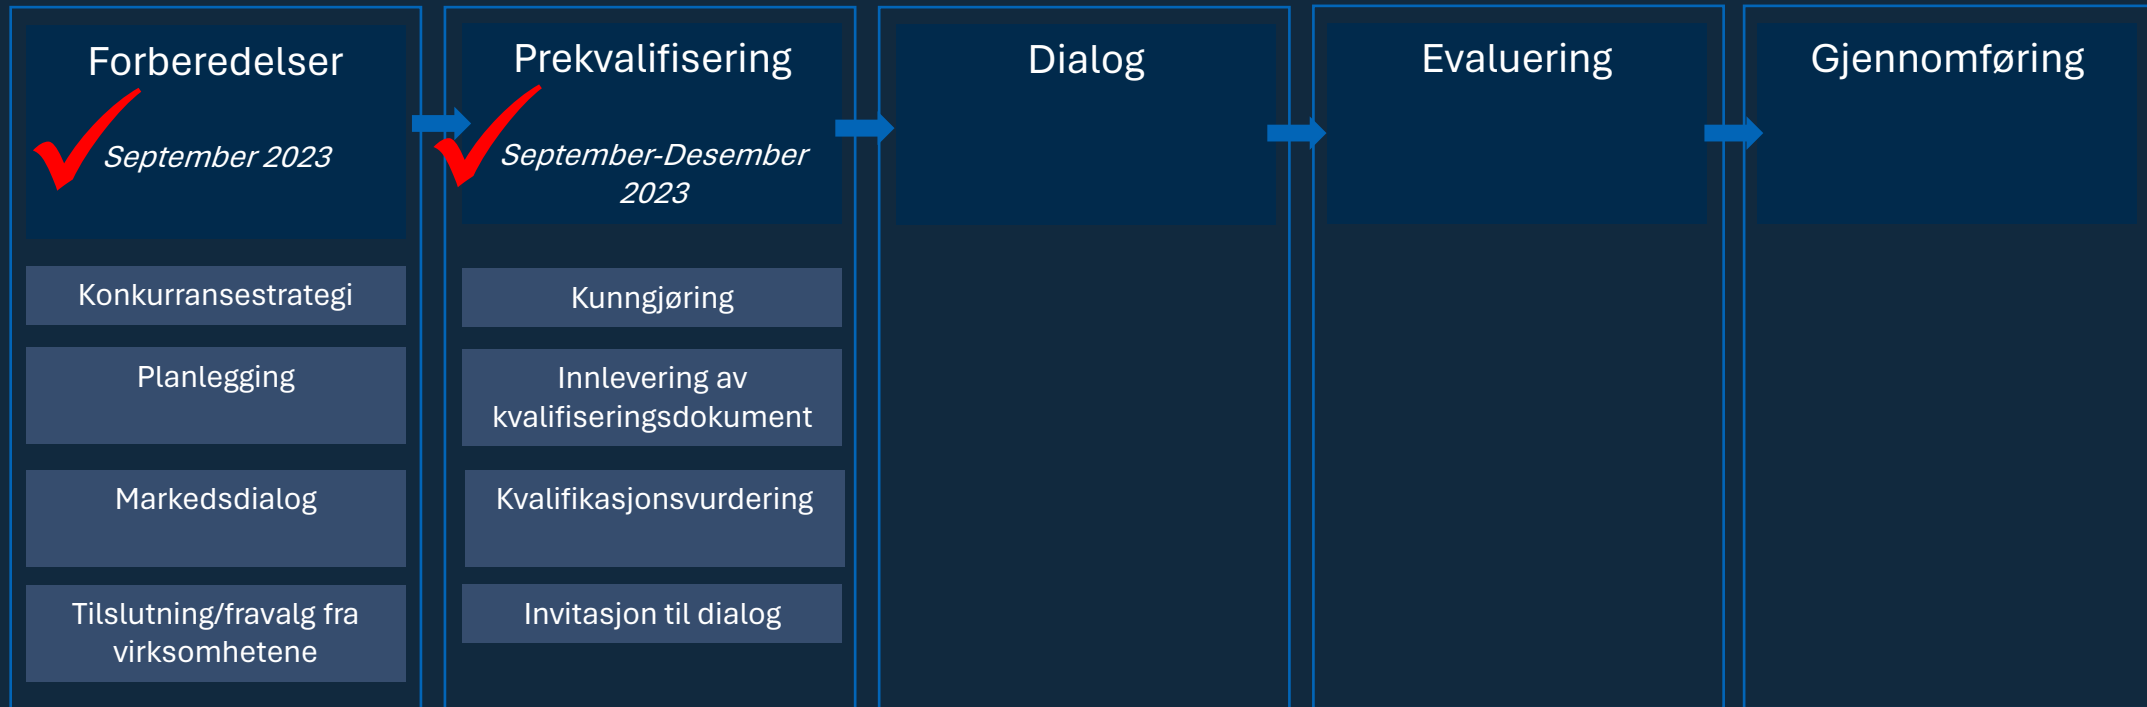 Forberedelser
September 2023
Konkurransestrategi
Planlegging
Markedsdialog
Tilslutning/fravalg fra
virksomhetene
Prekvalifisering
September-Desember
2023
Kunngjøring
Innlevering av
kvalifiseringsdokument
Kvalifikasjonsvurdering
Invitasjon til dialog
Dialog
Evaluering
Gjennomføring